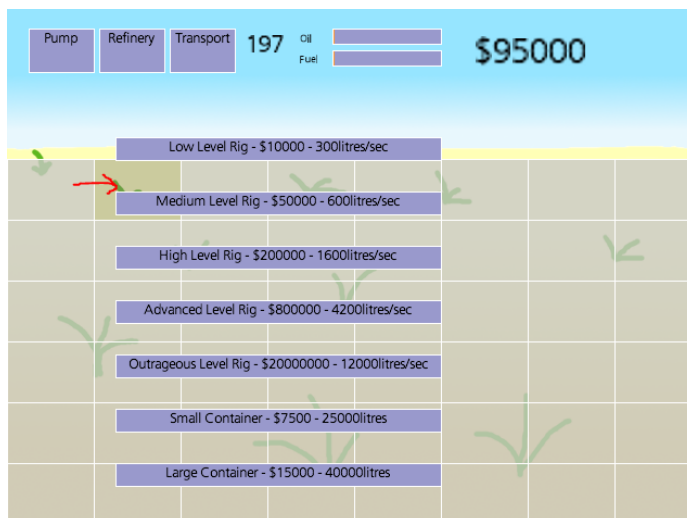 Pump Refinery Transport 197 Oil $95000
Fuel
Low Level Rig - $10000 - 300litres/sec
Medium Level Rig - $50000 - 600litres/sec
High Level Rig - $200000 - 1600litres/sec
Advanced Level Rig - $800000 - 4200litres/sec
Outrageous Level Rig - $20000000 - 12000litres/sec
Small Container - $7500 - 25000litres
Large Container - $15000 - 40000litres